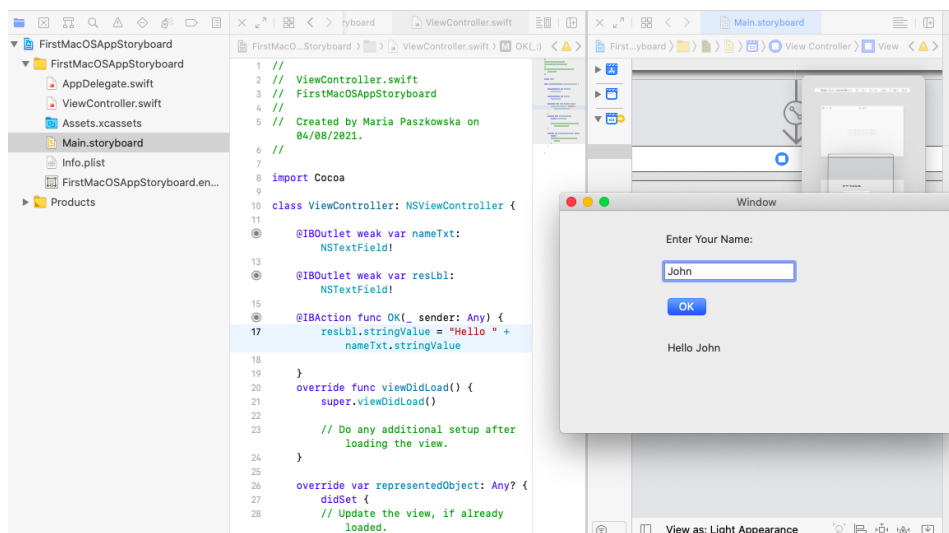 yboard
ViewController.swift
Main.storyboard
FirstMacOSAppStoryboard
FirstMacOSAppStoryboard
AppDelegate.swift
ViewController.swift
Assets.xcassets
Main.storyboard
Info.plist
FirstMacOSAppStoryboard.en...
Products
FirstMacO...Storyboard
ViewController.swift
M OK(_:)
1 //
2 //  ViewController.swift
3 //  FirstMacOSAppStoryboard
4 //
5 //  Created by Maria Paszkowska on
04/08/2021.
6 //
7
8 import Cocoa
9
10 class ViewController: NSViewController {
11
@IBOutlet weak var nameTxt:
NSTextField!
13
@IBOutlet weak var resLbl:
NSTextField!
15
@IBAction func OK(_ sender: Any) {
17 resLbl.stringValue = "Hello " +
nameTxt.stringValue
18
19 }
20 override func viewDidLoad() {
21 super.viewDidLoad()
22
23 // Do any additional setup after
loading the view.
24 }
25
26 override var representedObject: Any? {
27 didSet {
28 // Update the view, if already
loaded.
First...yboard
View Controller
View
Window
Enter Your Name:
John
OK
Hello John
View as: Light Appearance